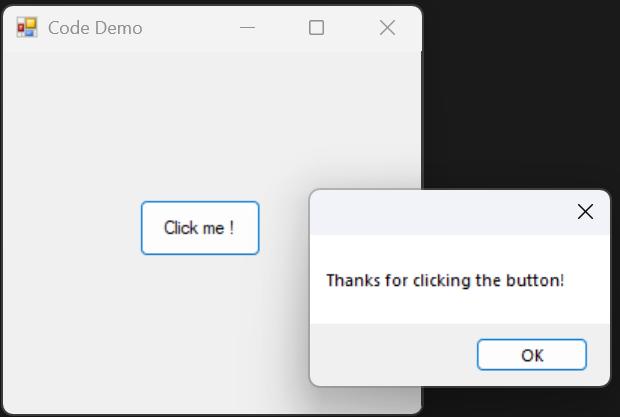 Code Demo
Click me !
Thanks for clicking the button!
OK